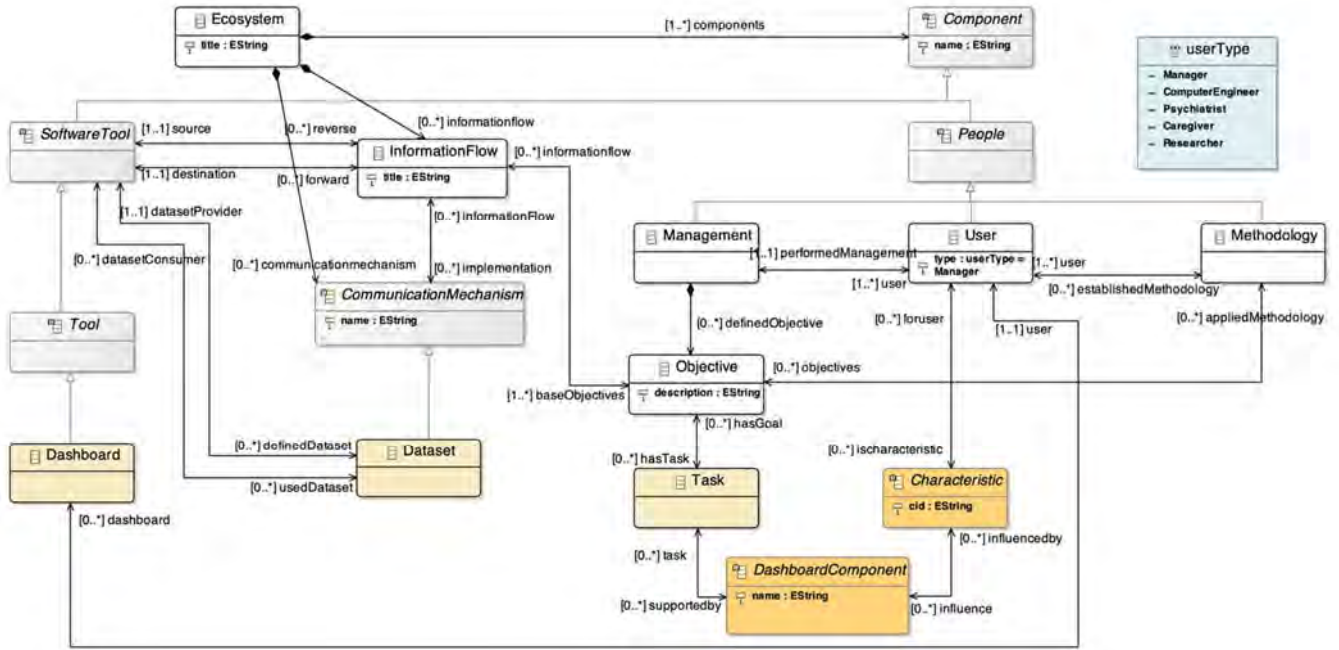 Ecosystem
title : EString
[1..*] components
Component
name : EString
userType
Manager
ComputerEngineer
Psychiatrist
Caregiver
Researcher
[0..*] informationflow
SoftwareTool
[1..1] source
[0..*] reverse
InformationFlow
title : EString
[0..*] informationflow
People
[1..1] destination
[0..*] forward
[1..1] datasetProvider
[0..*] informationFlow
[0..*] datasetConsumer
[0..*] communicationmechanism
[0..*] implementation
Management
[1..1] performedManagement
User
type : userType =
Manager
Methodology
[1..*] user
[1..*] user
[0..*] establishedMethodology
CommunicationMechanism
name : EString
[0..*] definedObjective
[0..*] foruser
[1..1] user
[0..*] appliedMethodology
Tool
Objective
description : EString
[0..*] objectives
[1..*] baseObjectives
[0..*] hasGoal
Dashboard
[0..*] definedDataset
Dataset
[0..*] usedDataset
[0..*] hasTask
[0..*] ischaracteristic
Task
Characteristic
cid : EString
[0..*] dashboard
[0..*] task
[0..*] influencedby
DashboardComponent
name : EString
[0..*] supportedby
[0..*] influence